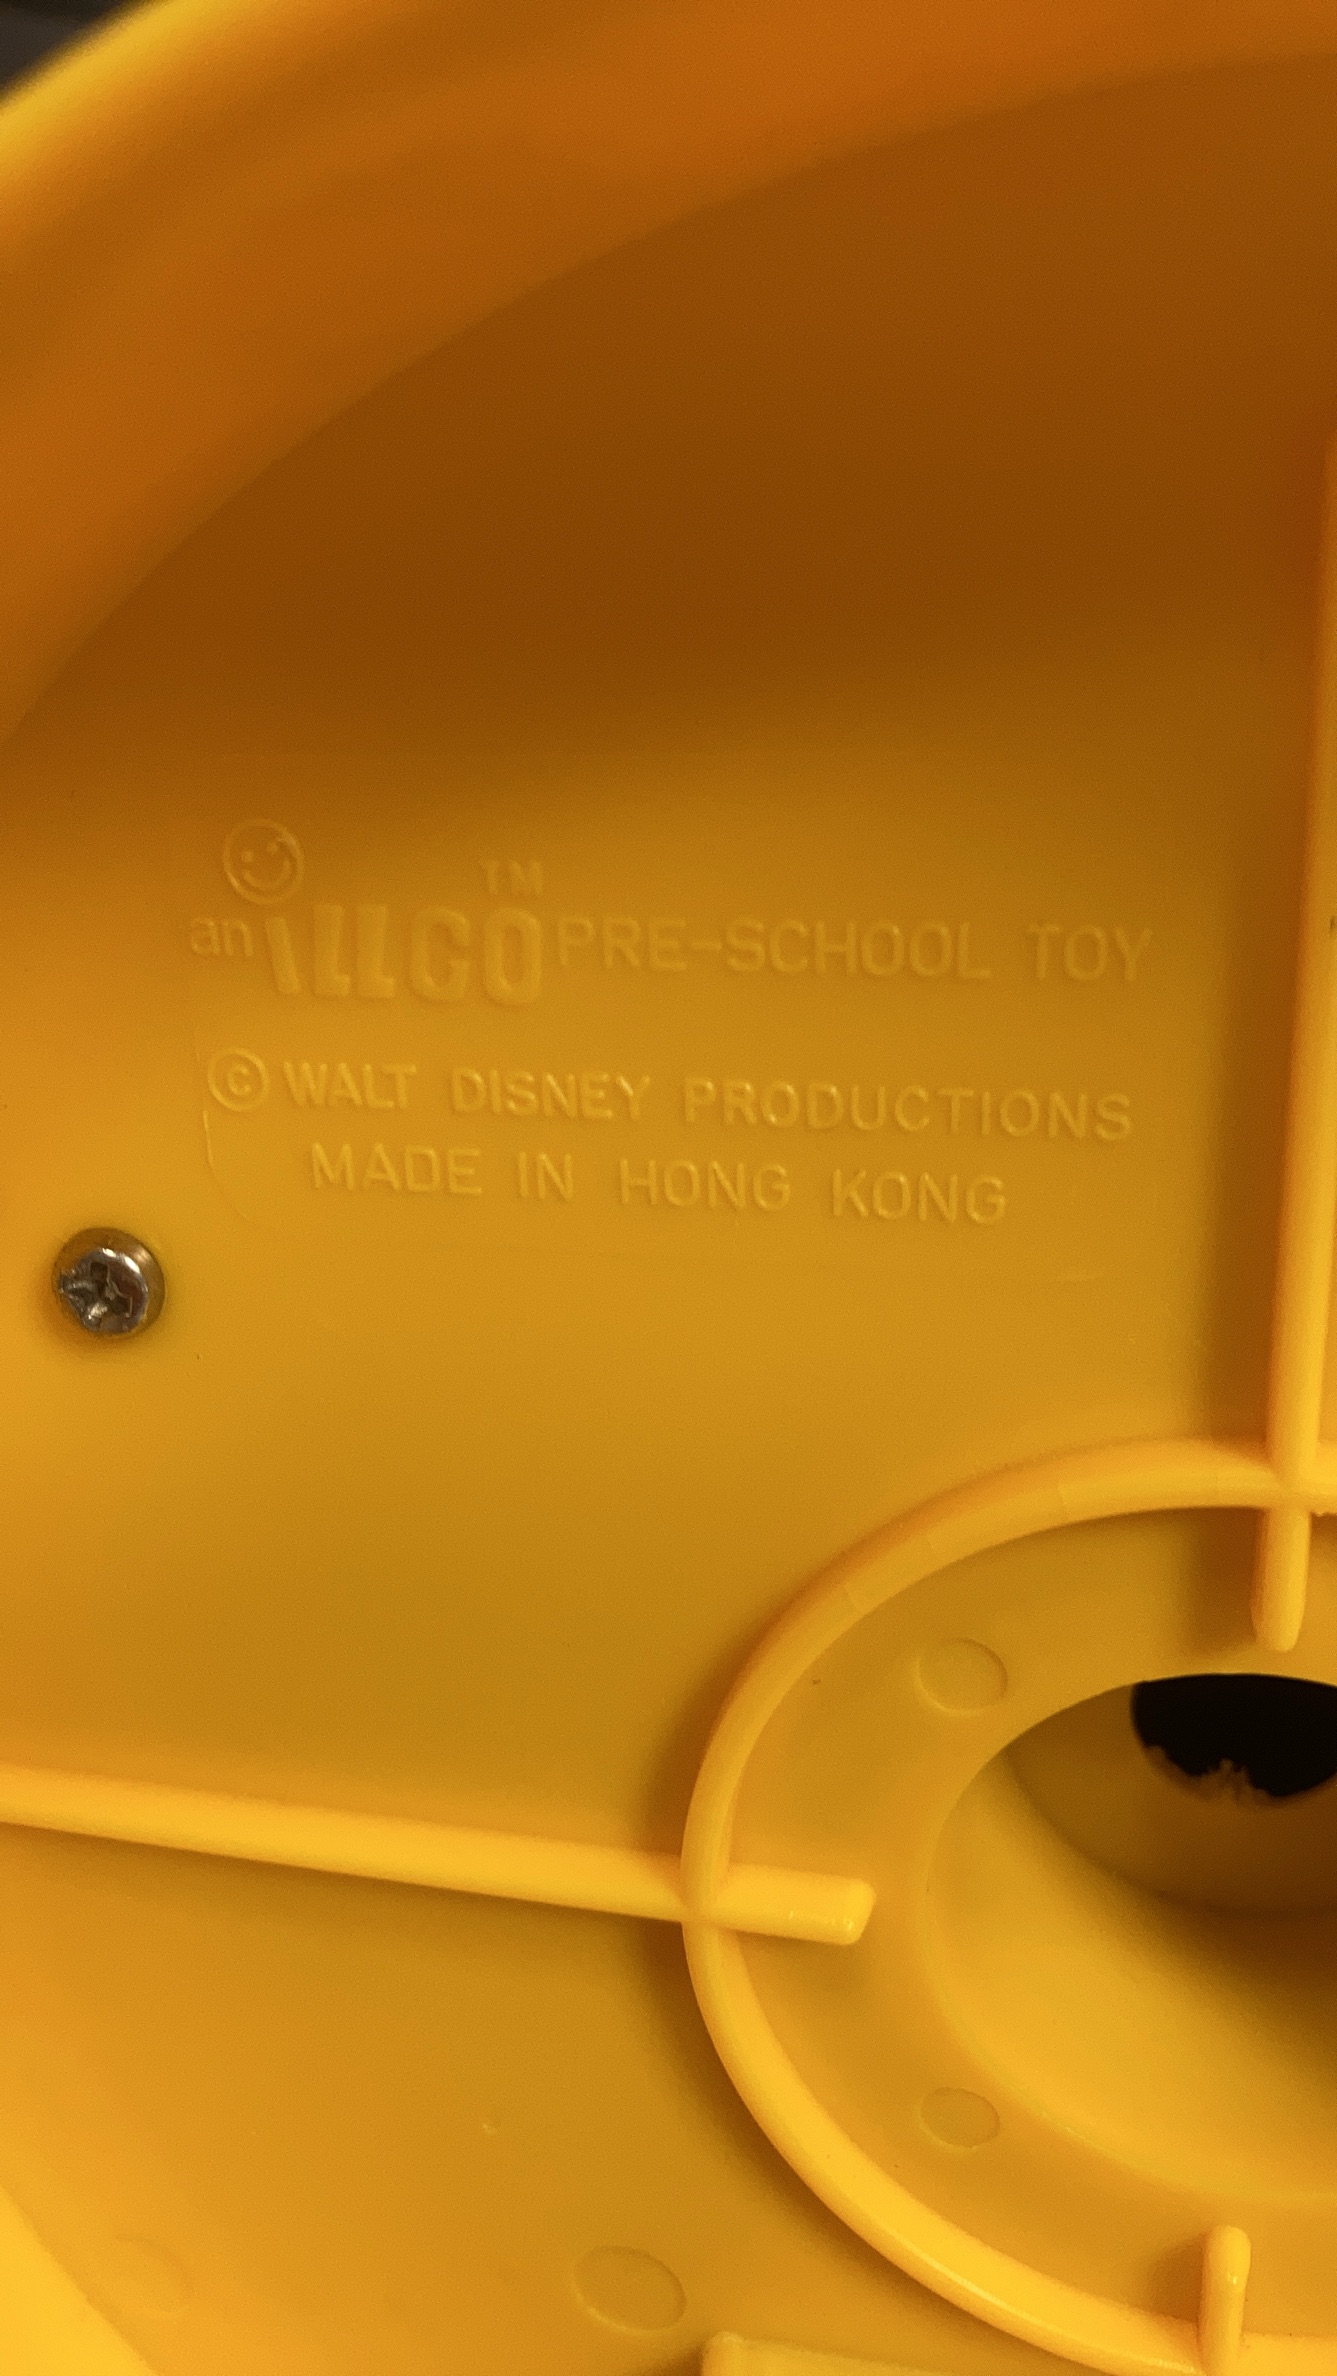 TM
an illco PRE-SCHOOL TOY
© WALT DISNEY PRODUCTIONS
MADE IN HONG KONG